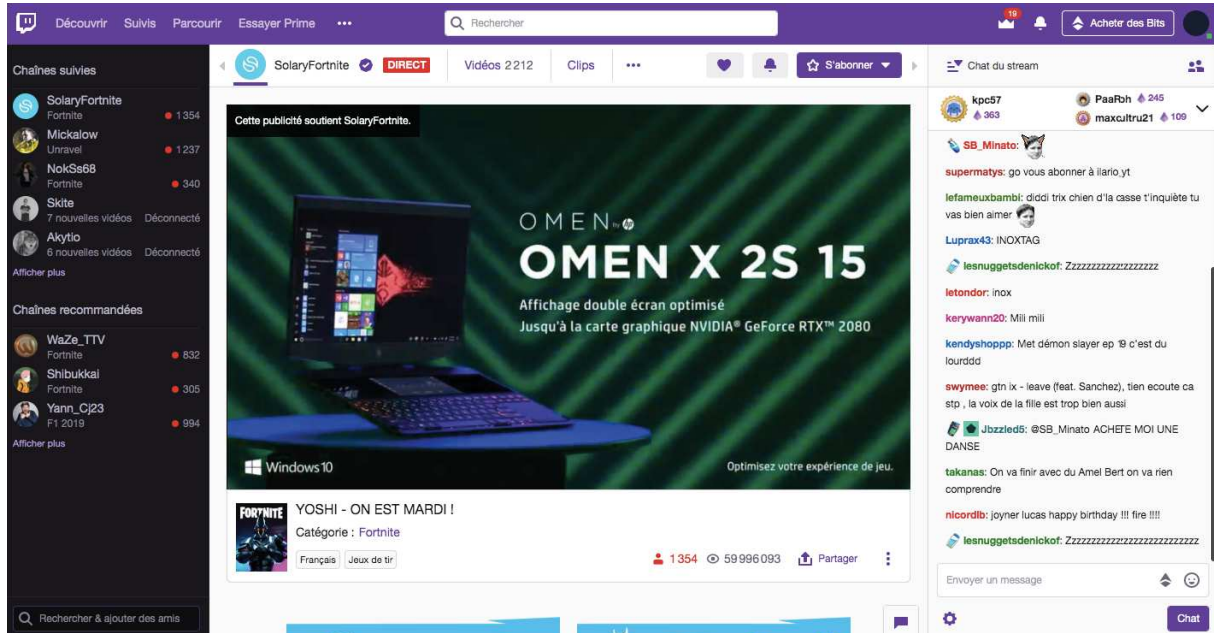 Découvrir Suivis Parcourir Essayer Prime •••
Rechercher
19
Acheter des Bits
Chaînes suivies
SolaryFortnite
Fortnite 1 354
Mickalow
Unravel 1 237
NokSs68
Fortnite 340
Skite
7 nouvelles vidéos Déconnecté
Akytio
6 nouvelles vidéos Déconnecté
Afficher plus
Chaînes recommandées
WaZe_TTV
Fortnite 832
Shibukkai
Fortnite 305
Yann_Cj23
F1 2019 994
Afficher plus
Rechercher & ajouter des amis
SolaryFortnite DIRECT Vidéos 2 212 Clips ••• S'abonner
Cette publicité soutient SolaryFortnite.
OMEN by hp
OMEN X 2S 15
Affichage double écran optimisé
Jusqu'à la carte graphique NVIDIA® GeForce RTX™ 2080
Windows 10
Optimisez votre expérience de jeu.
FORTNITE
YOSHI - ON EST MARDI !
Catégorie : Fortnite
Français Jeux de tir
1 354 59 996 093 Partager
Chat du stream
kpc57
363
PaaRoh 245
maxcultru21 109
SB_Minato:
supermatys: go vous abonner à ilario_yt
lefameuxbambi: diddi trix chien d'la casse t'inquiète tu
vas bien aimer
Luprax43: INOXTAG
lesnuggetsdenickof: Zzzzzzzzzzzzzzzzzzz
letondor: inox
kerywann20: Mili mili
kendyshoppp: Met démon slayer ep 19 c'est du
lourddd
swymee: gtn ix - leave (feat. Sanchez), tien ecoute ca
stp , la voix de la fille est trop bien aussi
Jbzzled5: @SB_Minato ACHETE MOI UNE
DANSE
takanas: On va finir avec du Amel Bert on va rien
comprendre
nicordlb: joyner lucas happy birthday !!! fire !!!!
lesnuggetsdenickof: Zzzzzzzzzzzzzzzzzzzzzzzzzzz
Envoyer un message
Chat